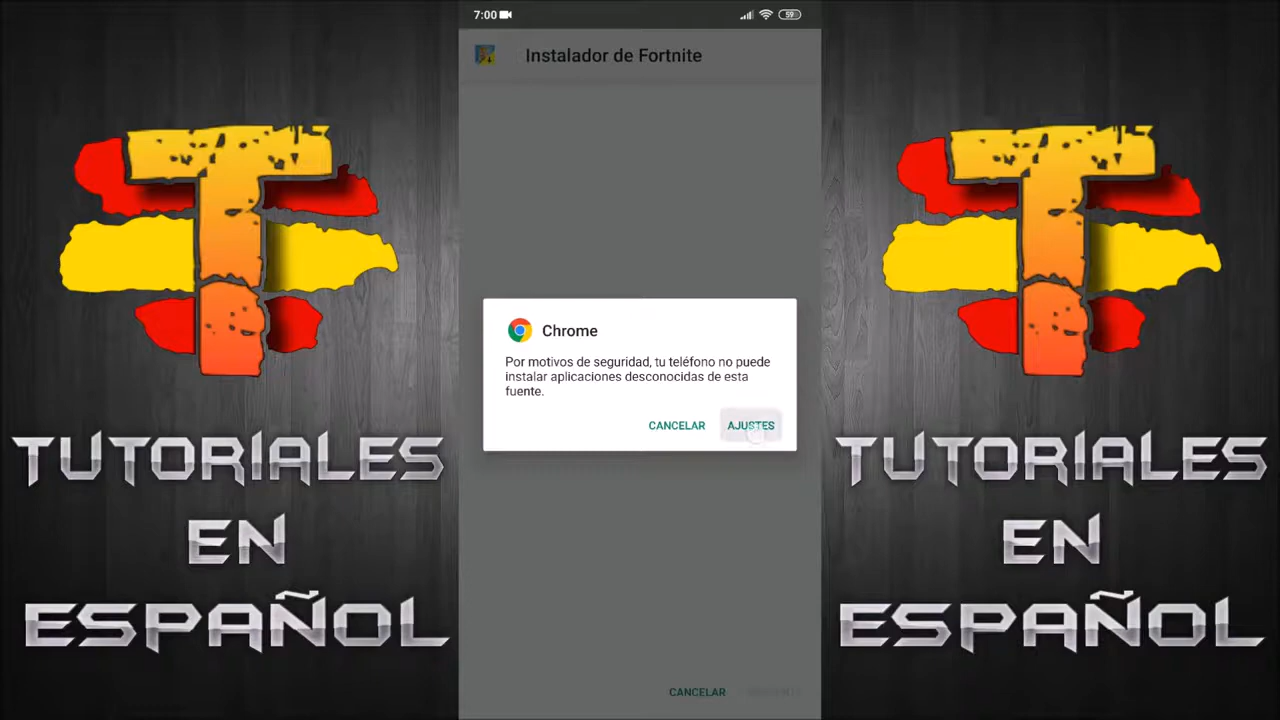 7:00
59
Instalador de Fortnite
Chrome
Por motivos de seguridad, tu teléfono no puede
instalar aplicaciones desconocidas de esta
fuente.
CANCELAR AJUSTES
CANCELAR
T
TUTORIALES
EN
ESPAÑOL
T
TUTORIALES
EN
ESPAÑOL